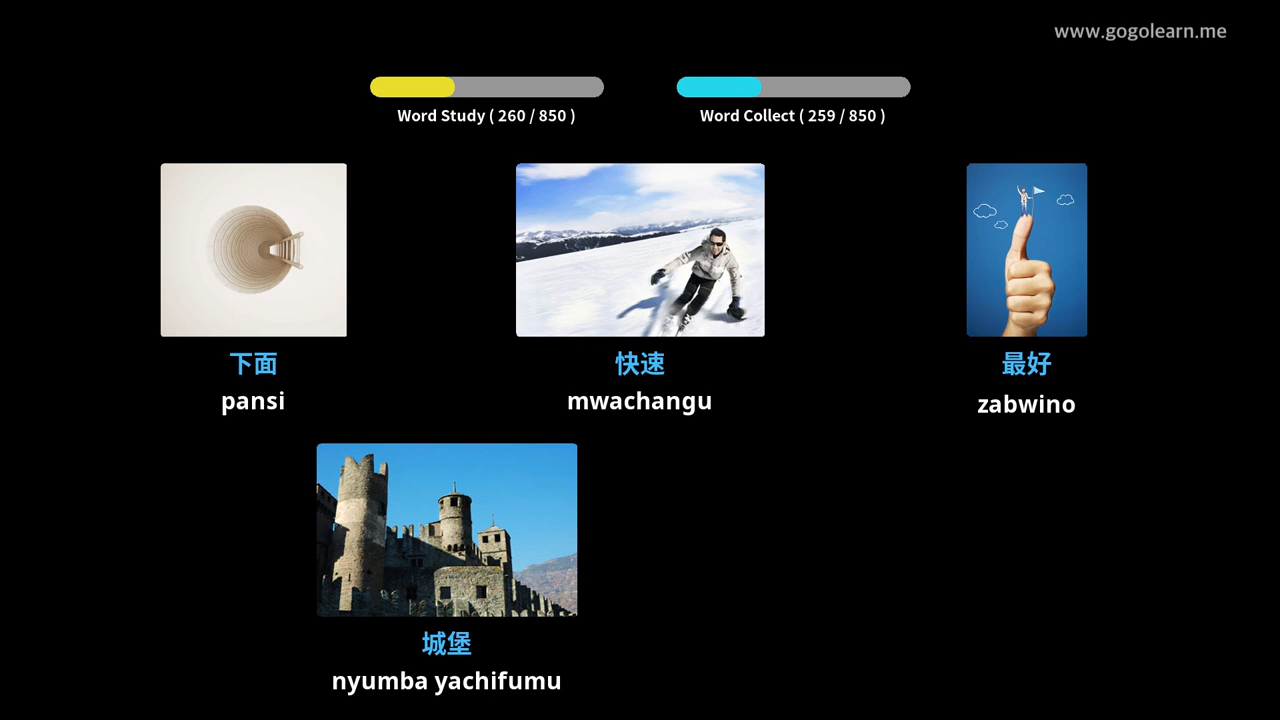 www.gogolearn.me
Word Study ( 260 / 850 )
Word Collect ( 259 / 850 )
下面
pansi
快速
mwachangu
最好
zabwino
城堡
nyumba yachifumu